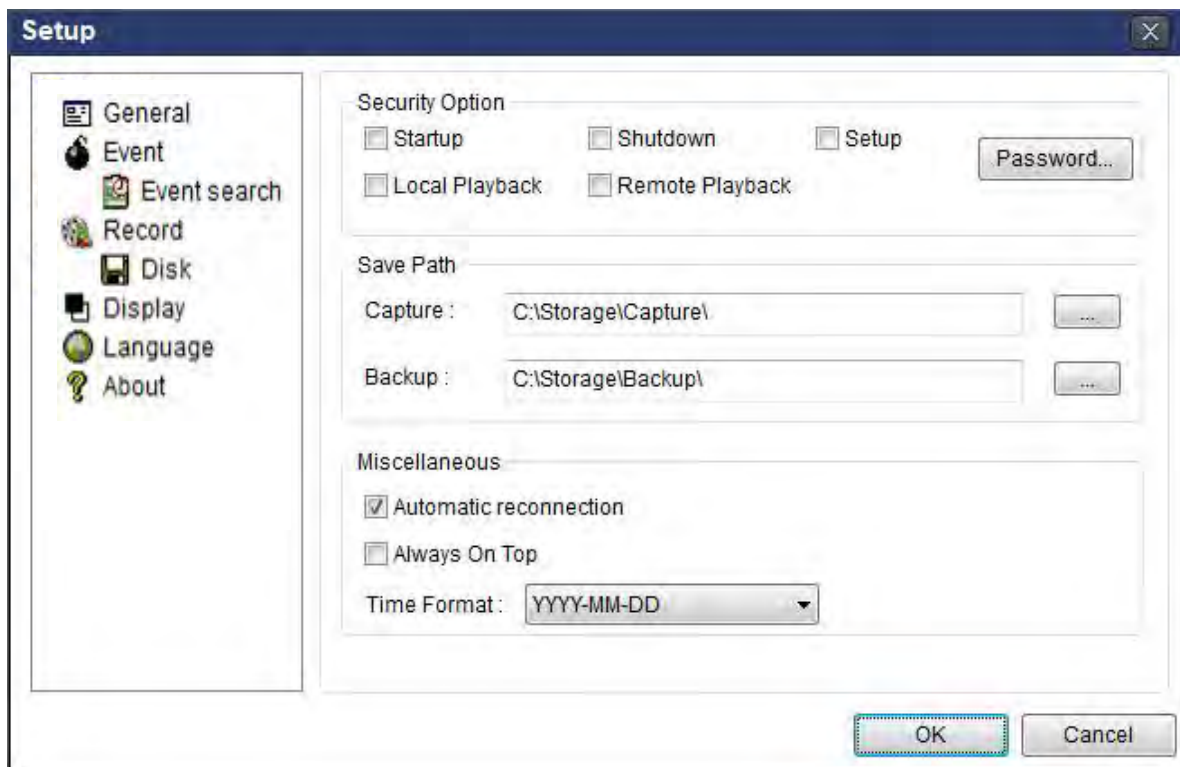 Setup
General
Event
Event search
Record
Disk
Display
Language
About
Security Option
Startup
Shutdown
Setup
Password...
Local Playback
Remote Playback
Save Path
Capture :
C:\Storage\Capture\
...
Backup :
C:\Storage\Backup\
...
Miscellaneous
Automatic reconnection
Always On Top
Time Format :
YYYY-MM-DD
OK
Cancel